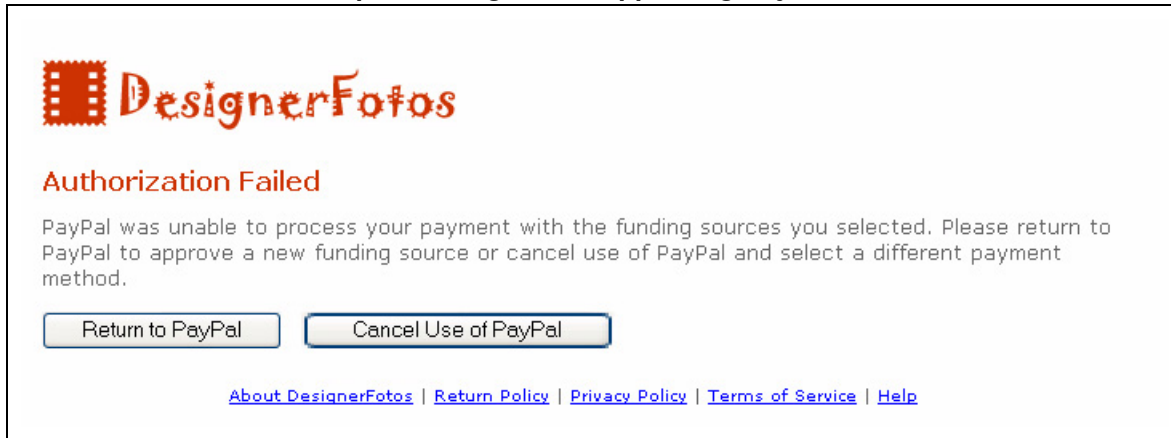 DesignerFotos
Authorization Failed
PayPal was unable to process your payment with the funding sources you selected. Please return to
PayPal to approve a new funding source or cancel use of PayPal and select a different payment
method.
Return to PayPal Cancel Use of PayPal
About DesignerFotos | Return Policy | Privacy Policy | Terms of Service | Help